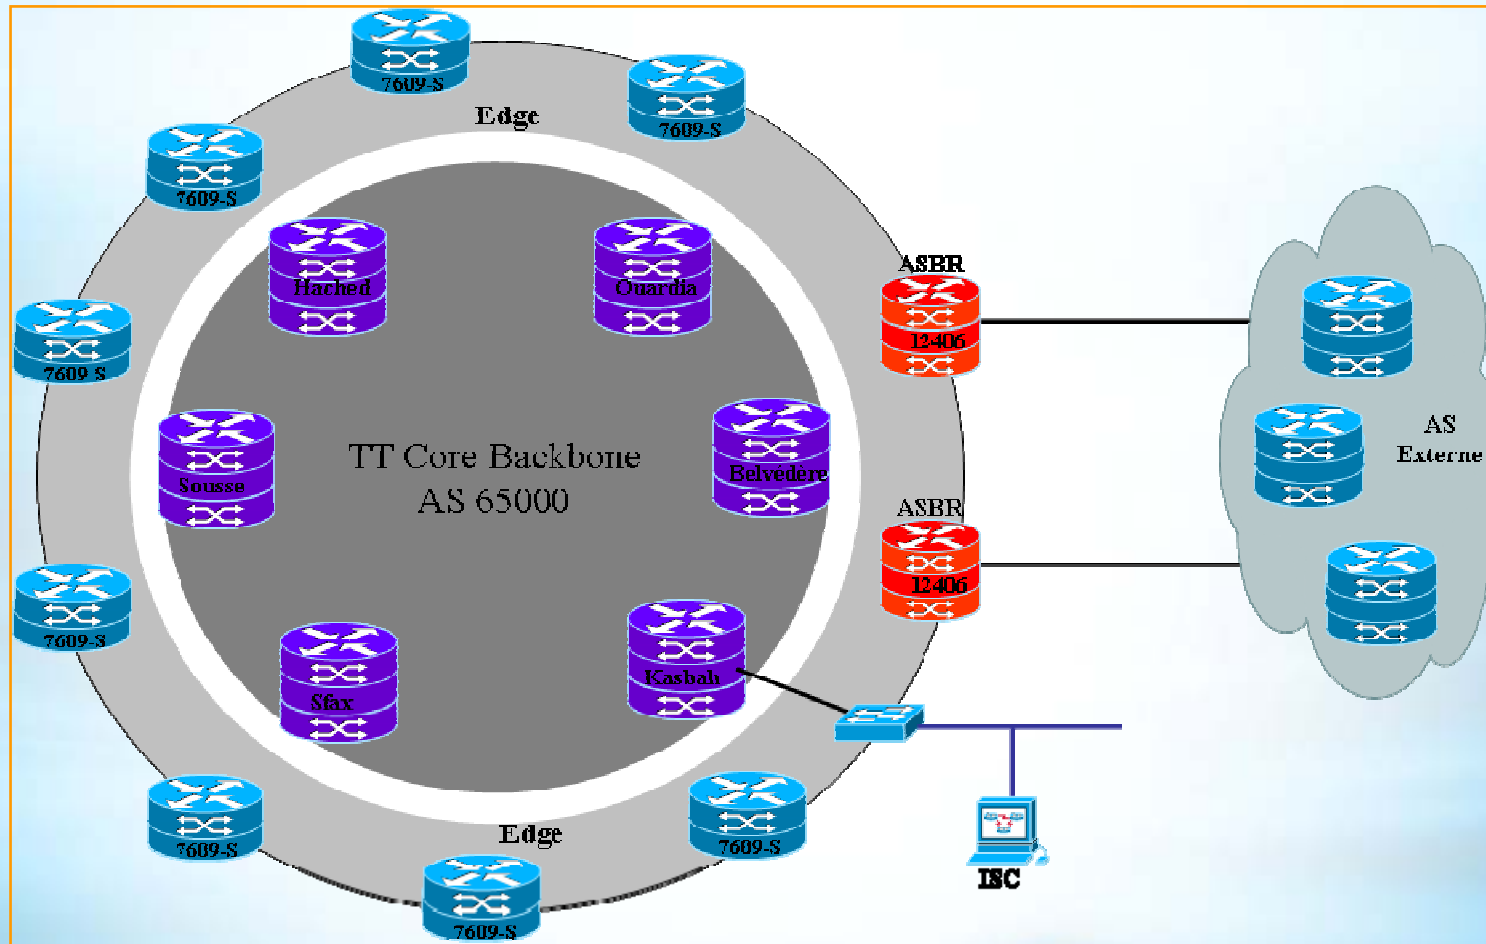 7609-S
7609-S
Edge
7609-S
Hached
Ouardia
ASBR
12406
7609-S
TT Core Backbone
AS 65000
Sousse
Belvédère
AS
Externe
ASBR
12406
7609-S
Sfax
Kasbah
Edge
7609-S
7609-S
7609-S
ISC